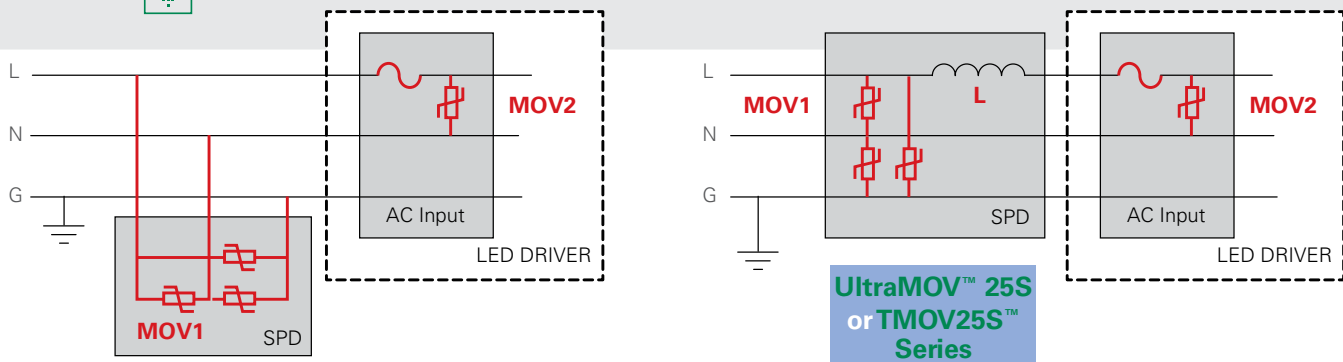 L
N
G
MOV2
AC Input
LED DRIVER
MOV1
SPD
L
N
G
MOV1
L
SPD
MOV2
AC Input
LED DRIVER
UltraMOV™ 25S
or TMOV25S™
Series